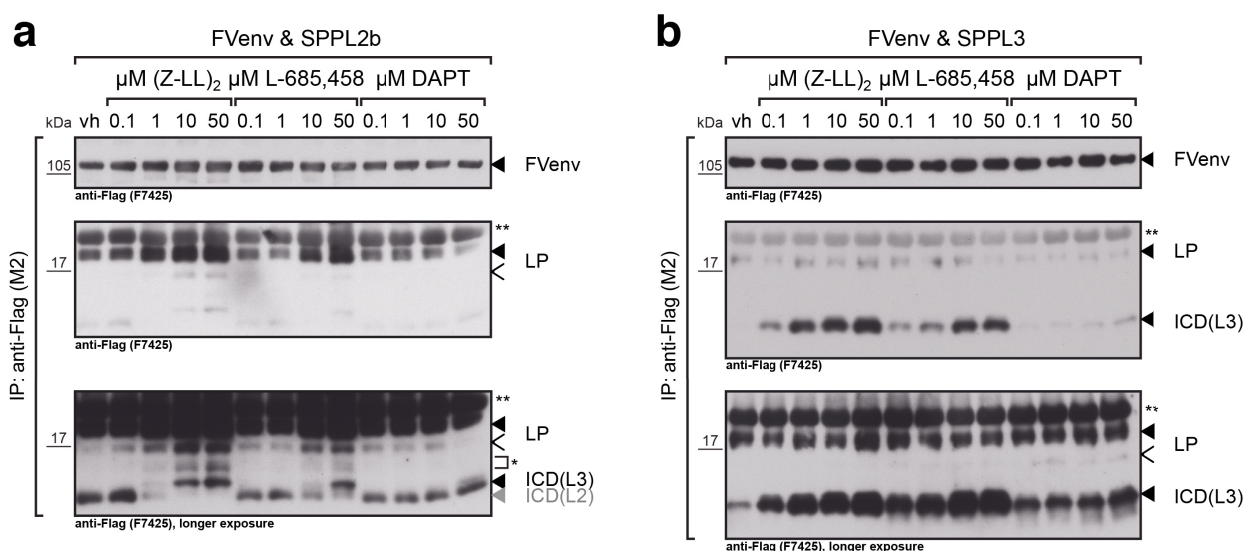 a
FVenv & SPPL2b
µM (Z-LL)2 µM L-685,458 µM DAPT
kDa vh 0.1 1 10 50 0.1 1 10 50 0.1 1 10 50
105
FVenv
anti-Flag (F7425)
**
LP
17
anti-Flag (F7425)
**
LP
17
*
ICD(L3)
ICD(L2)
anti-Flag (F7425), longer exposure
IP: anti-Flag (M2)
b
FVenv & SPPL3
µM (Z-LL)2 µM L-685,458 µM DAPT
kDa vh 0.1 1 10 50 0.1 1 10 50 0.1 1 10 50
105
FVenv
anti-Flag (F7425)
**
LP
17
ICD(L3)
anti-Flag (F7425)
**
LP
17
ICD(L3)
anti-Flag (F7425), longer exposure
IP: anti-Flag (M2)